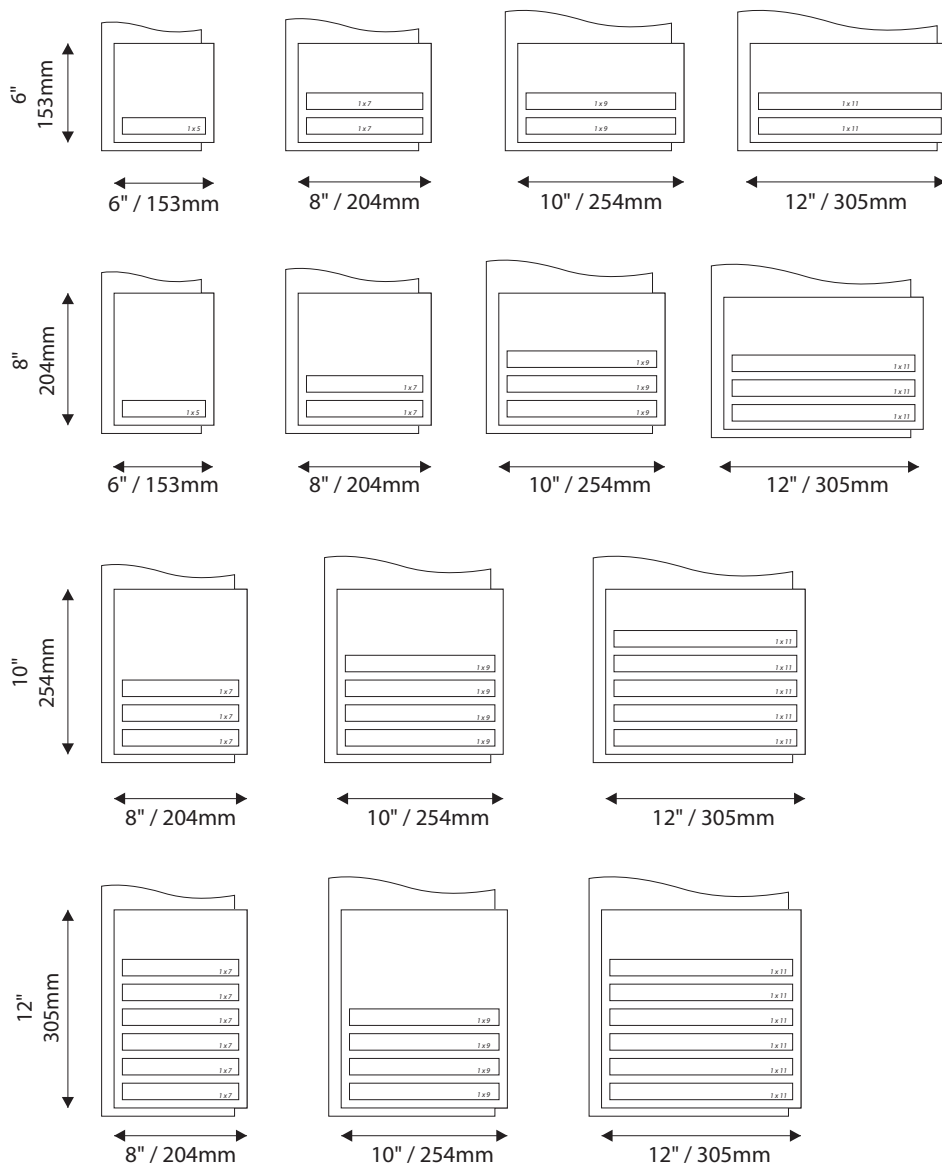 6"
153mm
1 x 5
1 x 7
1 x 7
1 x 9
1 x 9
1 x 11
1 x 11
6" / 153mm
8" / 204mm
10" / 254mm
12" / 305mm
8"
204mm
1 x 5
1 x 7
1 x 7
1 x 9
1 x 9
1 x 9
1 x 11
1 x 11
1 x 11
6" / 153mm
8" / 204mm
10" / 254mm
12" / 305mm
10"
254mm
1 x 7
1 x 7
1 x 7
1 x 9
1 x 9
1 x 9
1 x 9
1 x 11
1 x 11
1 x 11
1 x 11
1 x 11
8" / 204mm
10" / 254mm
12" / 305mm
12"
305mm
1 x 7
1 x 7
1 x 7
1 x 7
1 x 7
1 x 7
1 x 9
1 x 9
1 x 9
1 x 9
1 x 11
1 x 11
1 x 11
1 x 11
1 x 11
1 x 11
8" / 204mm
10" / 254mm
12" / 305mm